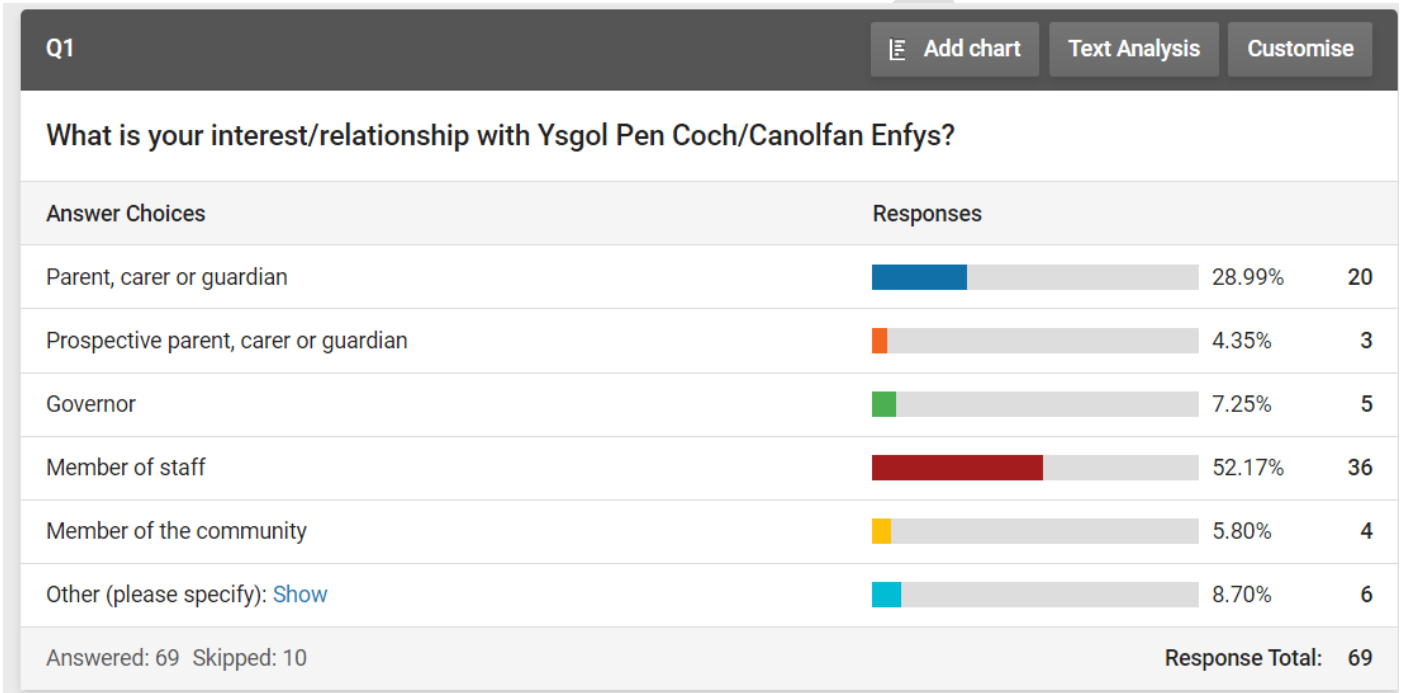 Q1 Add chart Text Analysis Customise
What is your interest/relationship with Ysgol Pen Coch/Canolfan Enfys?
Answer Choices Responses
Parent, carer or guardian 28.99% 20
Prospective parent, carer or guardian 4.35% 3
Governor 7.25% 5
Member of staff 52.17% 36
Member of the community 5.80% 4
Other (please specify): Show 8.70% 6
Answered: 69 Skipped: 10 Response Total: 69